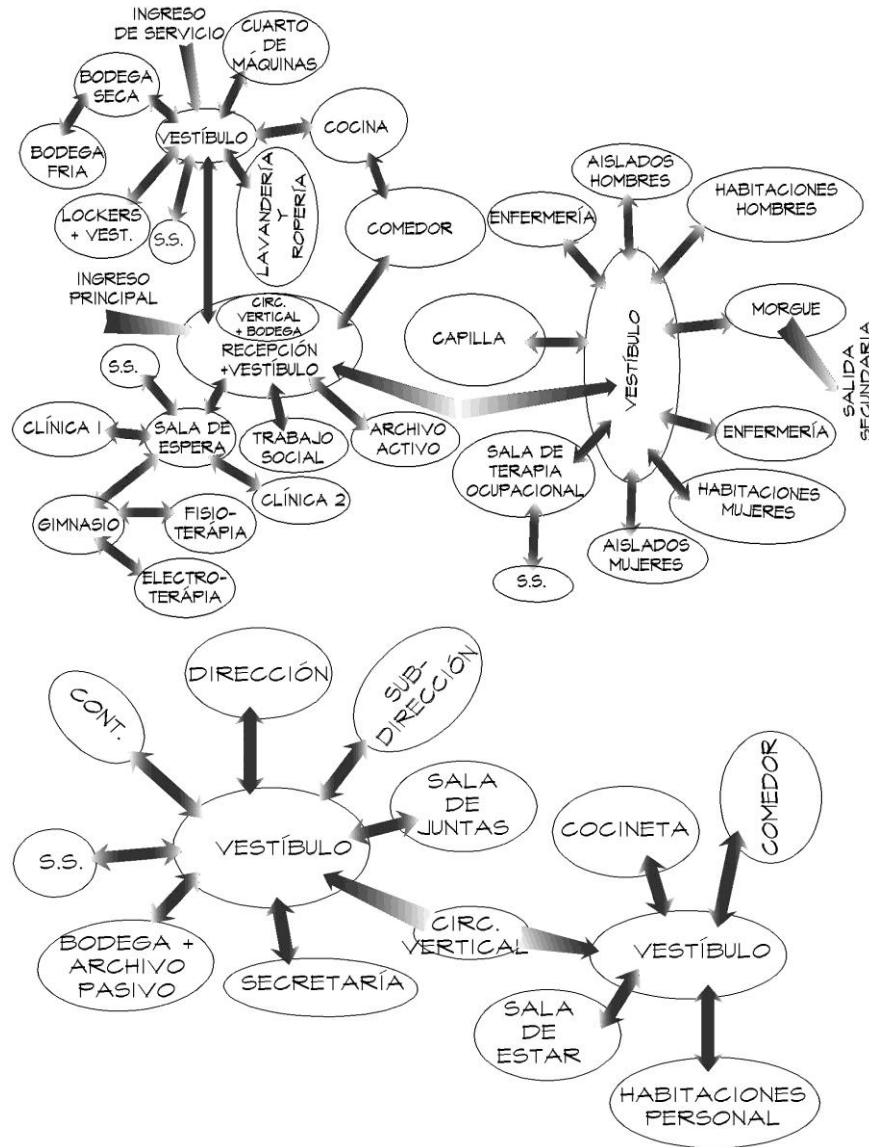 INGRESO
DE SERVICIO
CUARTO
DE
MÁQUINAS
BODEGA
SECA
VESTÍBULO
COCINA
BODEGA
FRIA
LOCKERS
+ VEST.
S.S.
LAVANDERÍA
Y
ROPERÍA
COMEDOR
INGRESO
PRINCIPAL
CIRC.
VERTICAL
+ BODEGA
RECEPCIÓN
+VESTÍBULO
S.S.
CLÍNICA 1
SALA DE
ESPERA
TRABAJO
SOCIAL
ARCHIVO
ACTIVO
CLÍNICA 2
GIMNASIO
FISIO-
TERÁPIA
ELECTRO-
TERÁPIA
AISLADOS
HOMBRES
ENFERMERÍA
HABITACIONES
HOMBRES
CAPILLA
VESTÍBULO
MORGUE
SALIDA
SECUNDARIA
SALA DE
TERAPIA
OCUPACIONAL
ENFERMERÍA
HABITACIONES
MUJERES
AISLADOS
MUJERES
S.S.
DIRECCIÓN
SUB-
DIRECCIÓN
CONT.
SALA
DE
JUNTAS
VESTÍBULO
S.S.
BODEGA +
ARCHIVO
PASIVO
SECRETARÍA
CIRC.
VERTICAL
COCINETA
COMEDOR
VESTÍBULO
SALA
DE
ESTAR
HABITACIONES
PERSONAL